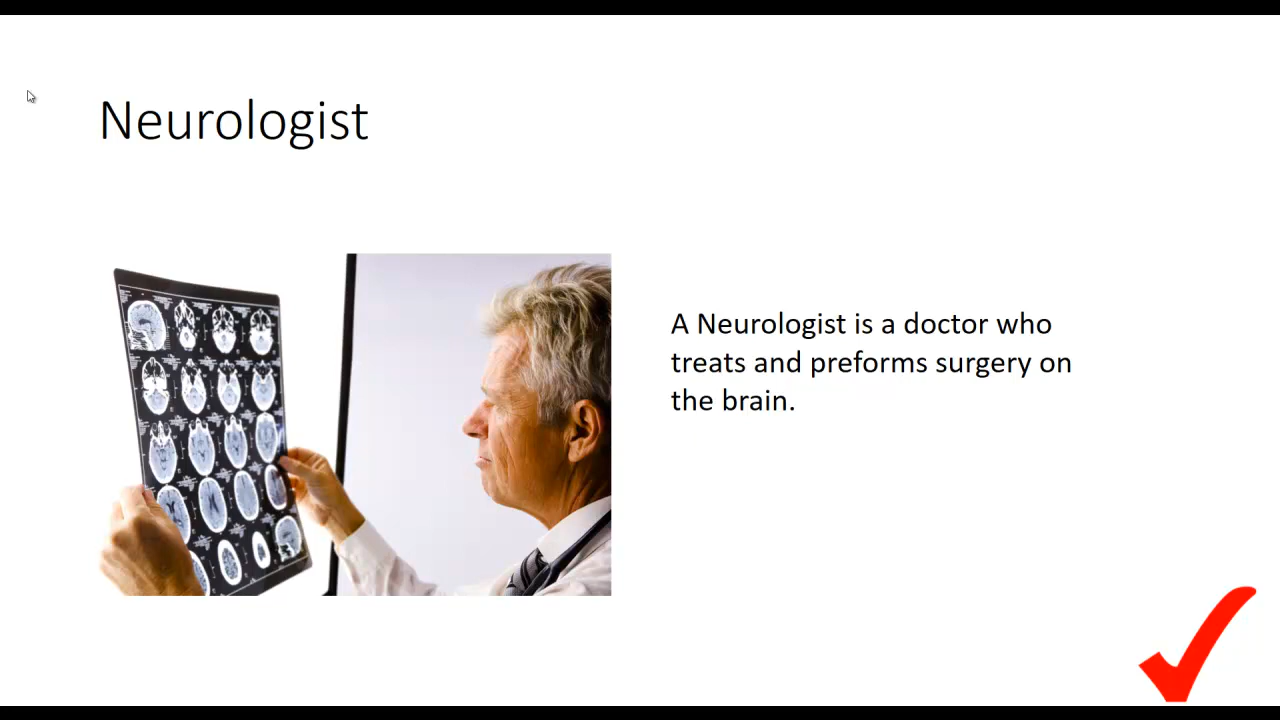 Neurologist
A Neurologist is a doctor who
treats and preforms surgery on
the brain.